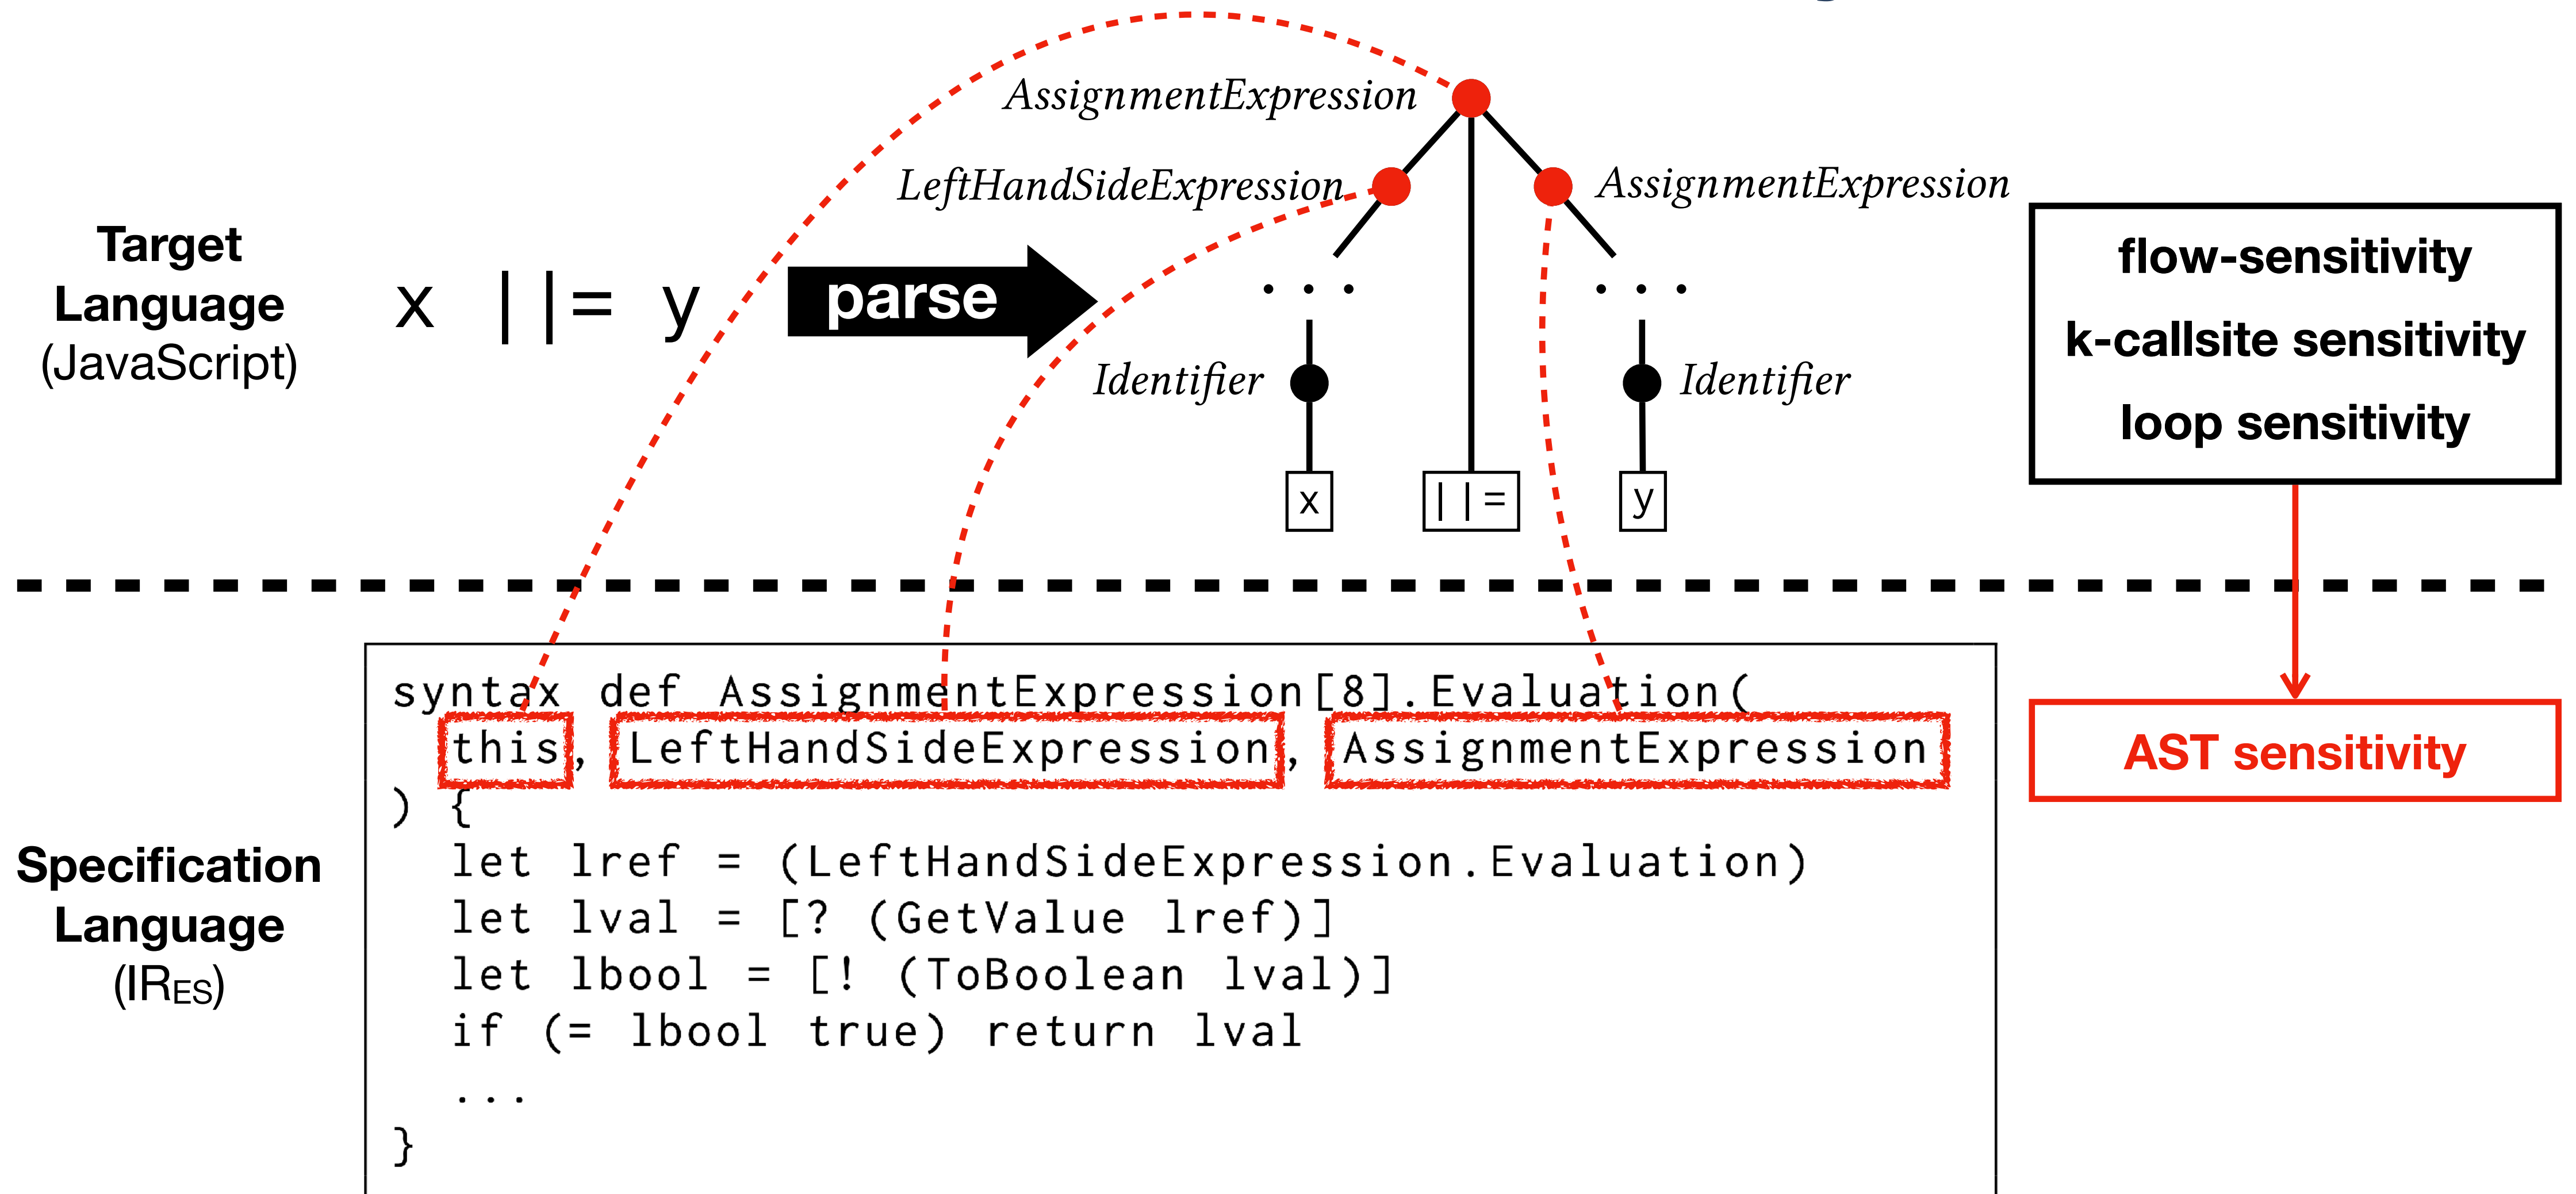 Target
Language
(JavaScript)
x ||= y
parse
AssignmentExpression
LeftHandSideExpression
AssignmentExpression
. . .
. . .
Identifier
Identifier
x
||=
y
flow-sensitivity
k-callsite sensitivity
loop sensitivity
AST sensitivity
Specification
Language
(IRES)
syntax def AssignmentExpression[8].Evaluation(
this, LeftHandSideExpression, AssignmentExpression
) {
let lref = (LeftHandSideExpression.Evaluation)
let lval = [? (GetValue lref)]
let lbool = [! (ToBoolean lval)]
if (= lbool true) return lval
...
}